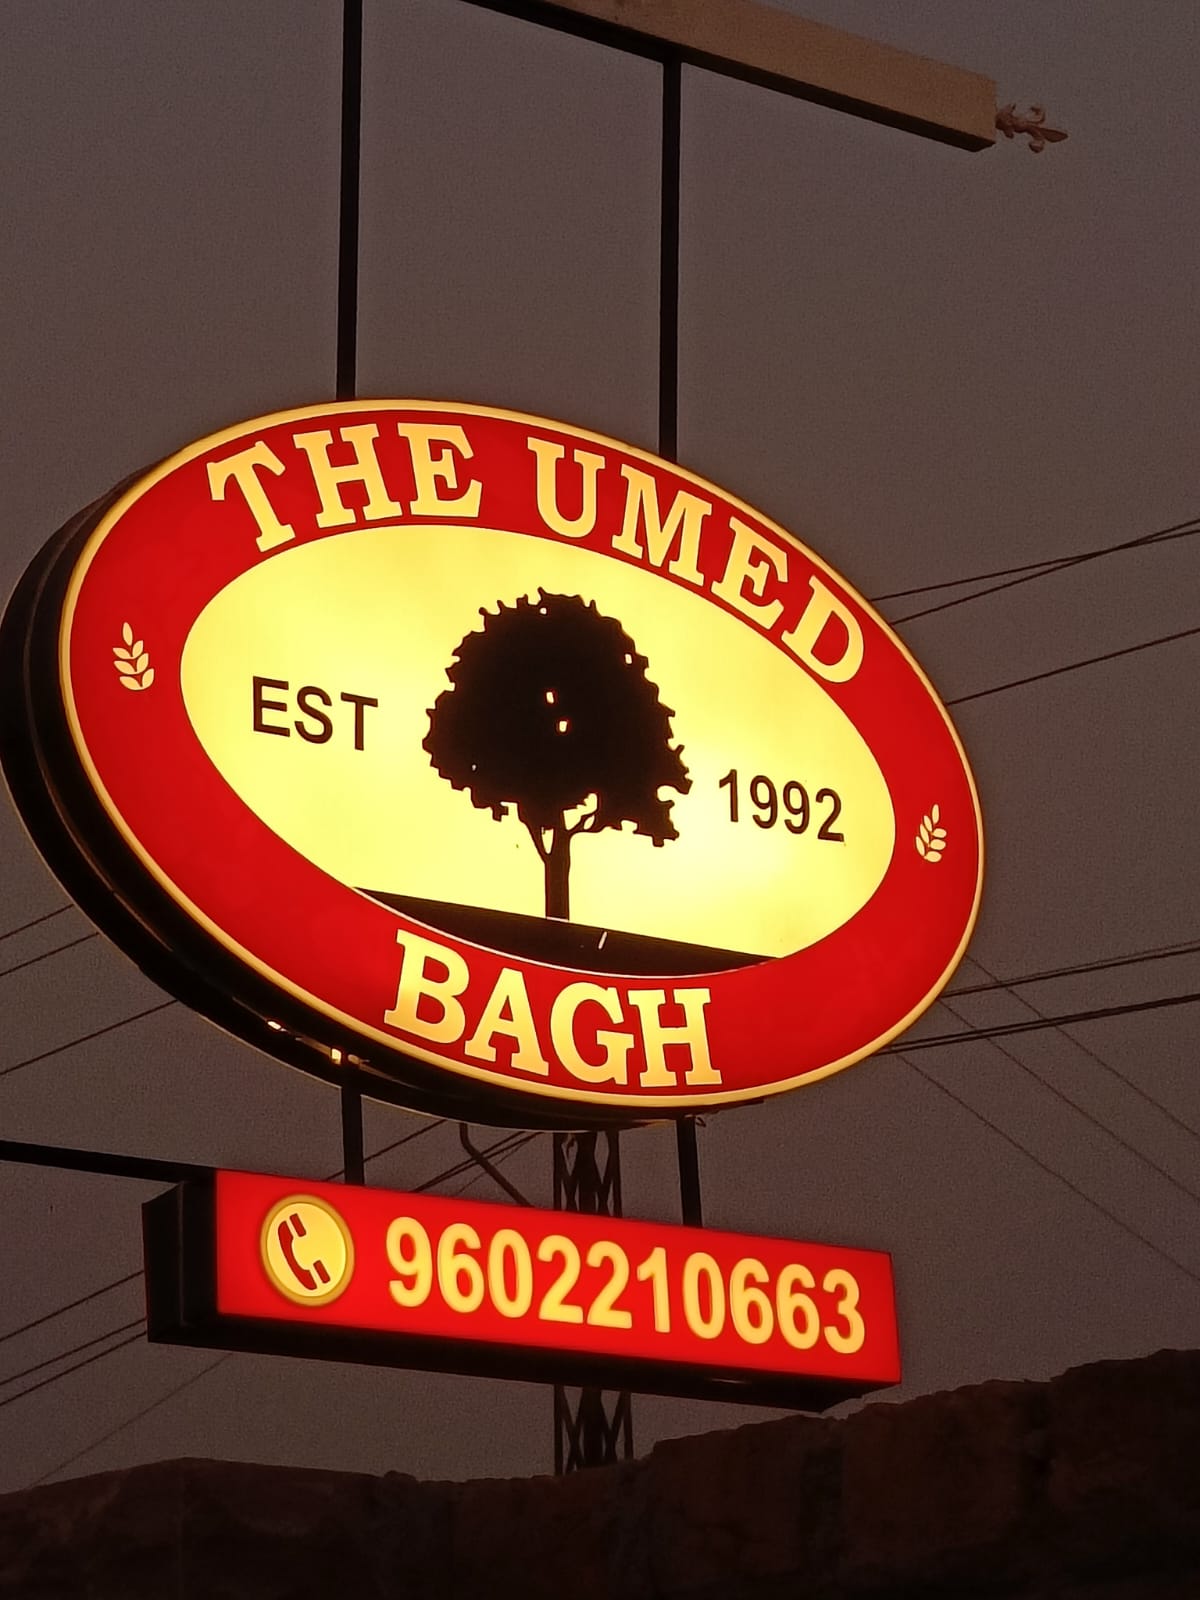 THE UMED
EST 1992
BAGH
9602210663